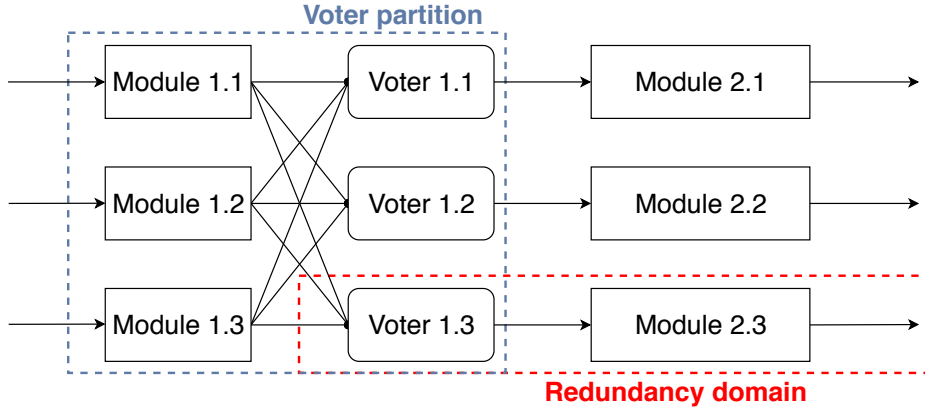 Voter partition
Module 1.1
Voter 1.1
Module 2.1
Module 1.2
Voter 1.2
Module 2.2
Module 1.3
Voter 1.3
Module 2.3
Redundancy domain